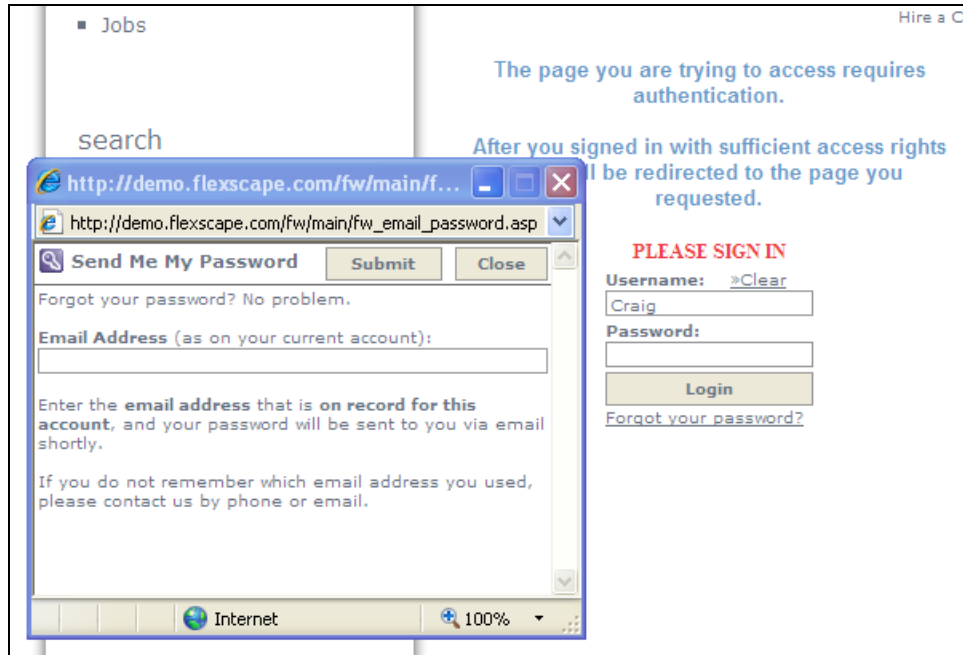 Jobs
Hire a C
The page you are trying to access requires
authentication.
search
After you signed in with sufficient access rights
ll be redirected to the page you
requested.
http://demo.flexscape.com/fw/main/f...
http://demo.flexscape.com/fw/main/fw_email_password.asp
Send Me My Password Submit Close
Forgot your password? No problem.
Email Address (as on your current account):
Enter the email address that is on record for this
account, and your password will be sent to you via email
shortly.
If you do not remember which email address you used,
please contact us by phone or email.
Internet 100%
PLEASE SIGN IN
Username: »Clear
Craig
Password:
Login
Forgot your password?